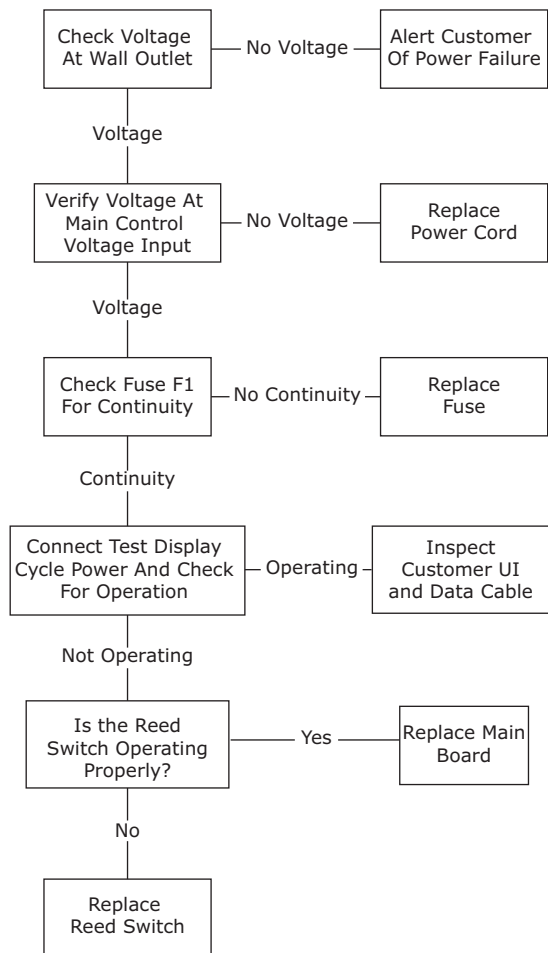 Check Voltage
At Wall Outlet
No Voltage
Alert Customer
Of Power Failure
Voltage
Verify Voltage At
Main Control
Voltage Input
No Voltage
Replace
Power Cord
Voltage
Check Fuse F1
For Continuity
No Continuity
Replace
Fuse
Continuity
Connect Test Display
Cycle Power And Check
For Operation
Operating
Inspect
Customer UI
and Data Cable
Not Operating
Is the Reed
Switch Operating
Properly?
Yes
Replace Main
Board
No
Replace
Reed Switch